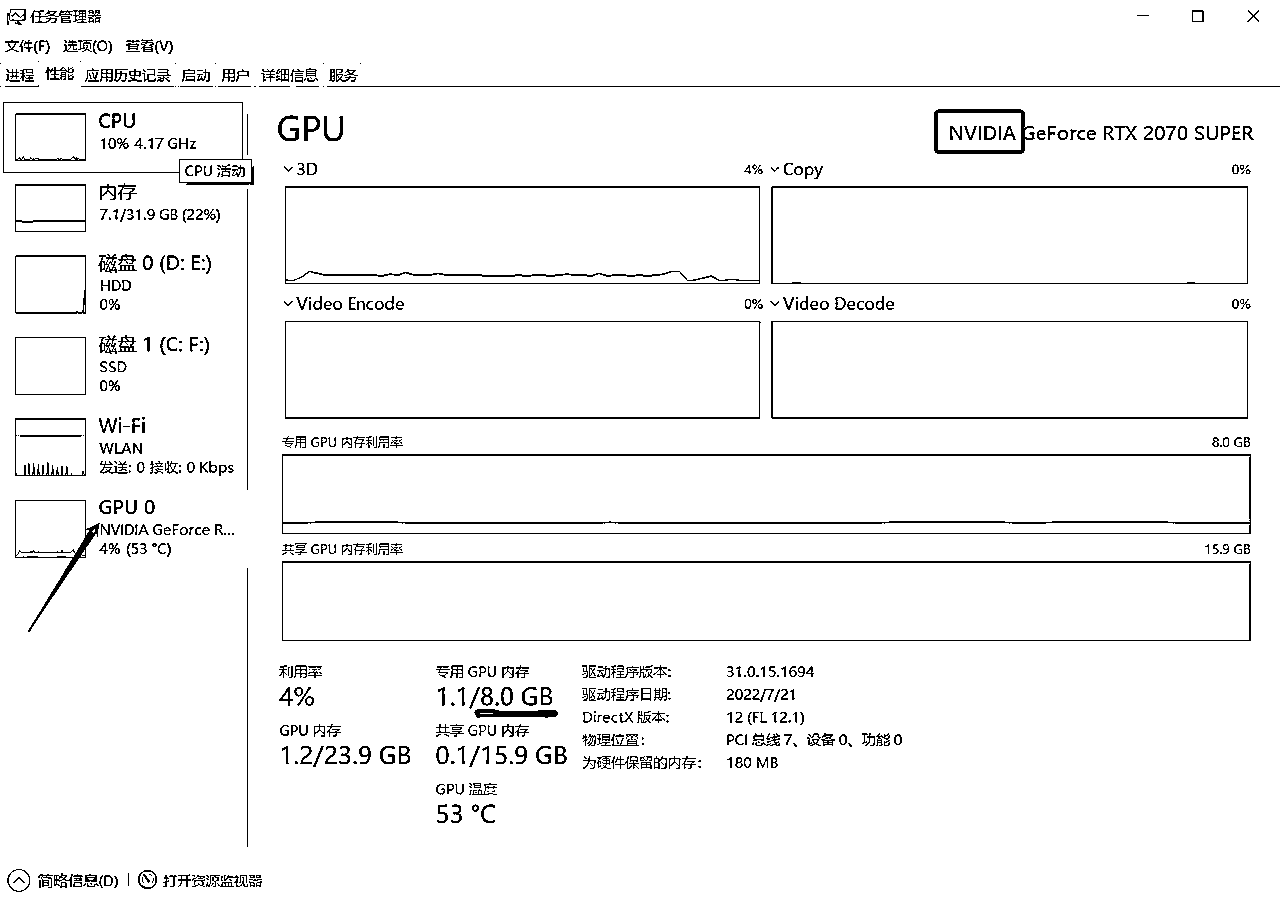 任务管理器
文件(F) 选项(O) 查看(V)
进程 性能 应用历史记录 启动 用户 详细信息 服务
CPU
10% 4.17 GHz
CPU 活动
内存
7.1/31.9 GB (22%)
磁盘 0 (D: E:)
HDD
0%
磁盘 1 (C: F:)
SSD
0%
Wi-Fi
WLAN
发送: 0 接收: 0 Kbps
GPU 0
NVIDIA GeForce R...
4% (53 °C)
GPU
NVIDIA GeForce RTX 2070 SUPER
3D 4%
Copy 0%
Video Encode 0%
Video Decode 0%
专用 GPU 内存利用率 8.0 GB
共享 GPU 内存利用率 15.9 GB
利用率
4%
专用 GPU 内存
1.1/8.0 GB
GPU 内存
1.2/23.9 GB
共享 GPU 内存
0.1/15.9 GB
GPU 温度
53 °C
驱动程序版本: 31.0.15.1694
驱动程序日期: 2022/7/21
DirectX 版本: 12 (FL 12.1)
物理位置: PCI 总线 7、设备 0、功能 0
为硬件保留的内存: 180 MB
简略信息(D) | 打开资源监视器